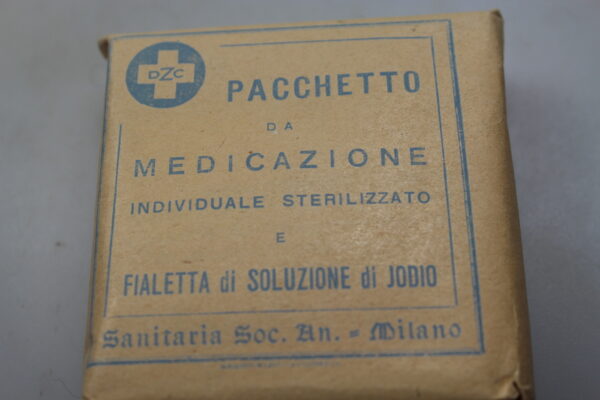 DZC
PACCHETTO
DA
MEDICAZIONE
INDIVIDUALE STERILIZZATO
E
FIALETTA di SOLUZIONE di JODIO
Sanitaria Soc. An. - Milano